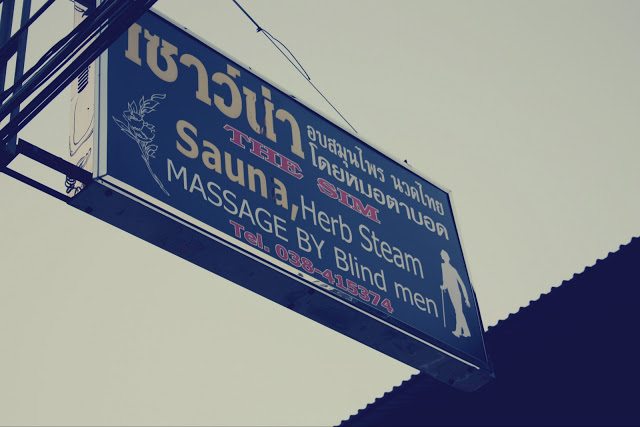 เซาว์น่า
อบสมุนไพร นวดไทย
โดยหมอตาบอด
THE SIM
Sauna, Herb Steam
MASSAGE BY Blind men
Tel. 038-415374